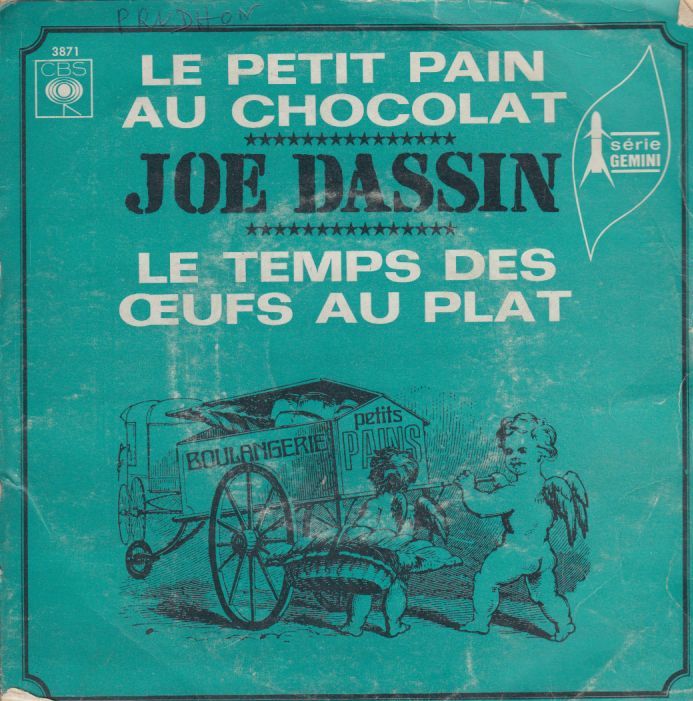 PRUDHON
3871
CBS
LE PETIT PAIN
AU CHOCOLAT
JOE DASSIN
série
GEMINI
LE TEMPS DES
ŒUFS AU PLAT
BOULANGERIE
petits
PAINS